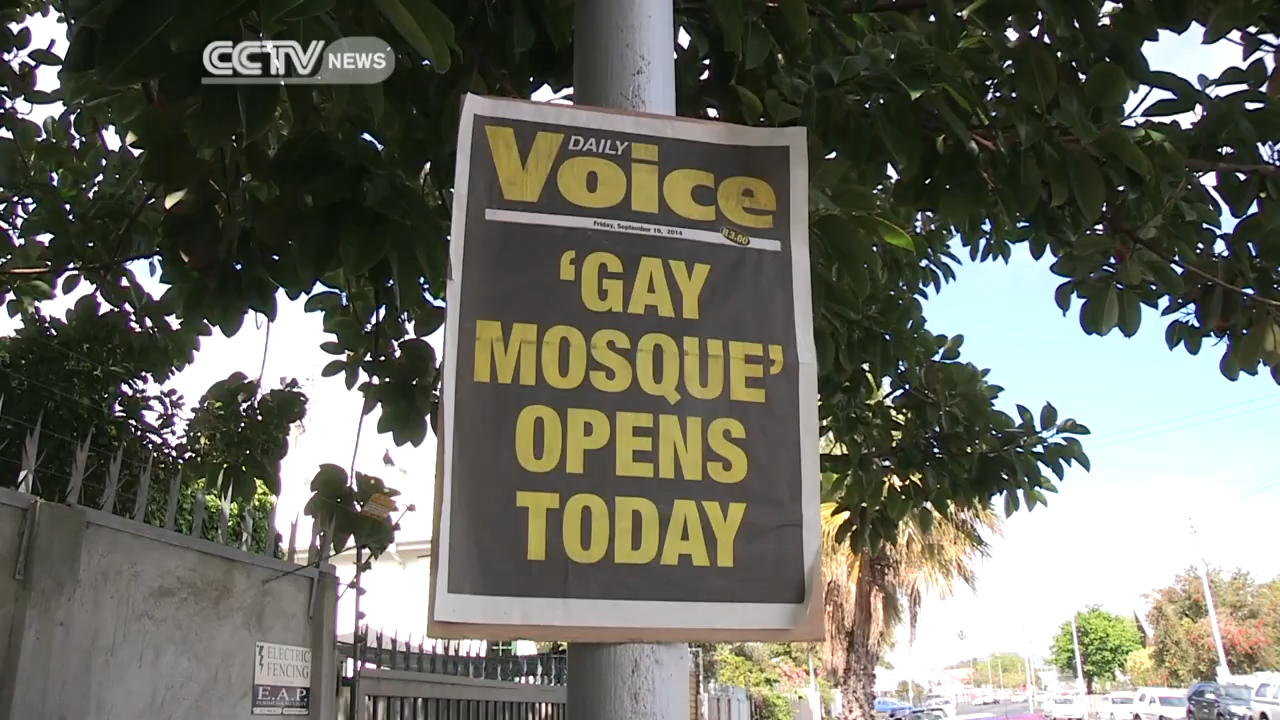 CCTV NEWS
DAILY
Voice
Friday, September 19, 2014
R3.00
‘GAY
MOSQUE’
OPENS
TODAY
ELECTRIC
FENCING
E.A.P.